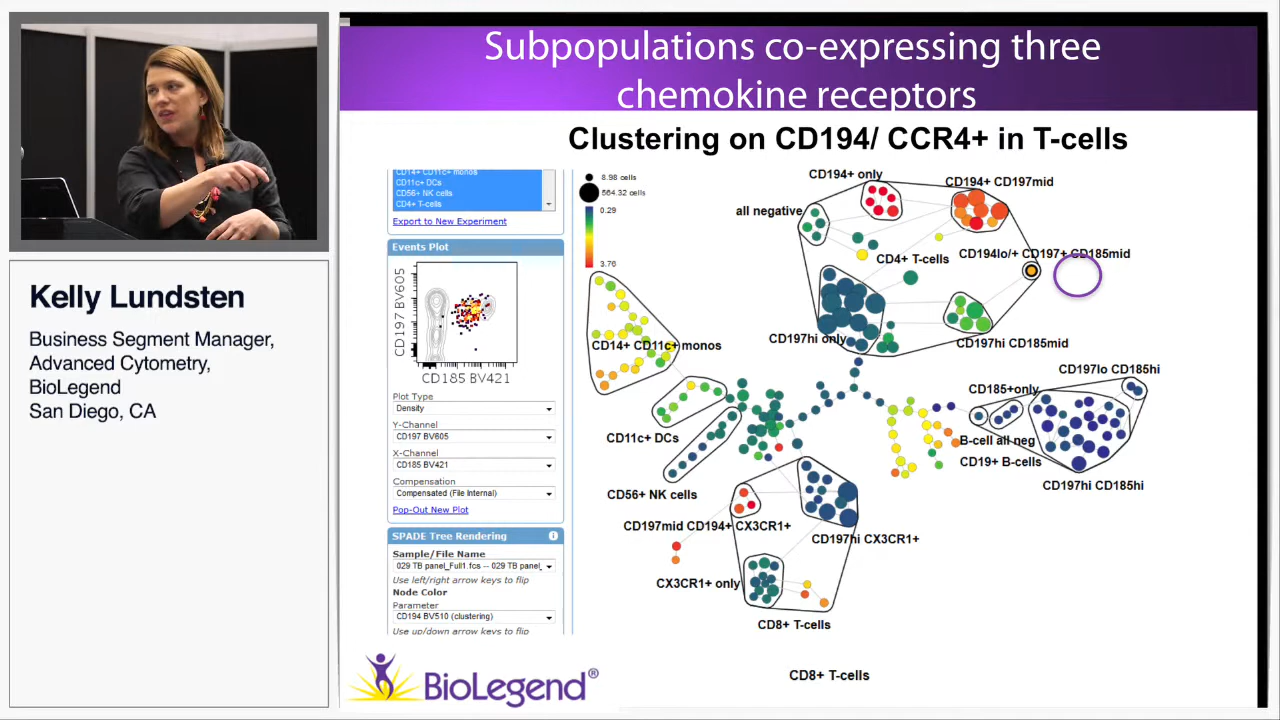 Subpopulations co-expressing three
chemokine receptors
Clustering on CD194/ CCR4+ in T-cells
Kelly Lundsten
Business Segment Manager,
Advanced Cytometry,
BioLegend
San Diego, CA
CD14+ CD11c+ monos
CD11c+ DCs
CD56+ NK cells
CD4+ T-cells
Export to New Experiment
Events Plot
CD197 BV605
CD185 BV421
Plot Type
Density
Y-Channel
CD197 BV605
X-Channel
CD185 BV421
Compensation
Compensated (File Internal)
Pop-Out New Plot
SPADE Tree Rendering
Sample/File Name
029 TB panel_Full1.fcs -- 029 TB panel_
Use left/right arrow keys to flip
Node Color
Parameter
CD194 BV510 (clustering)
Use up/down arrow keys to flip
8.98 cells
564.32 cells
0.29
3.76
CD194+ only
CD194+ CD197mid
all negative
CD4+ T-cells
CD194lo/+ CD197+ CD185mid
CD197hi only
CD197hi CD185mid
CD14+ CD11c+ monos
CD197lo CD185hi
CD185+only
CD11c+ DCs
B-cell all neg
CD19+ B-cells
CD197hi CD185hi
CD56+ NK cells
CD197mid CD194+ CX3CR1+
CD197hi CX3CR1+
CX3CR1+ only
CD8+ T-cells
CD8+ T-cells
BioLegend®